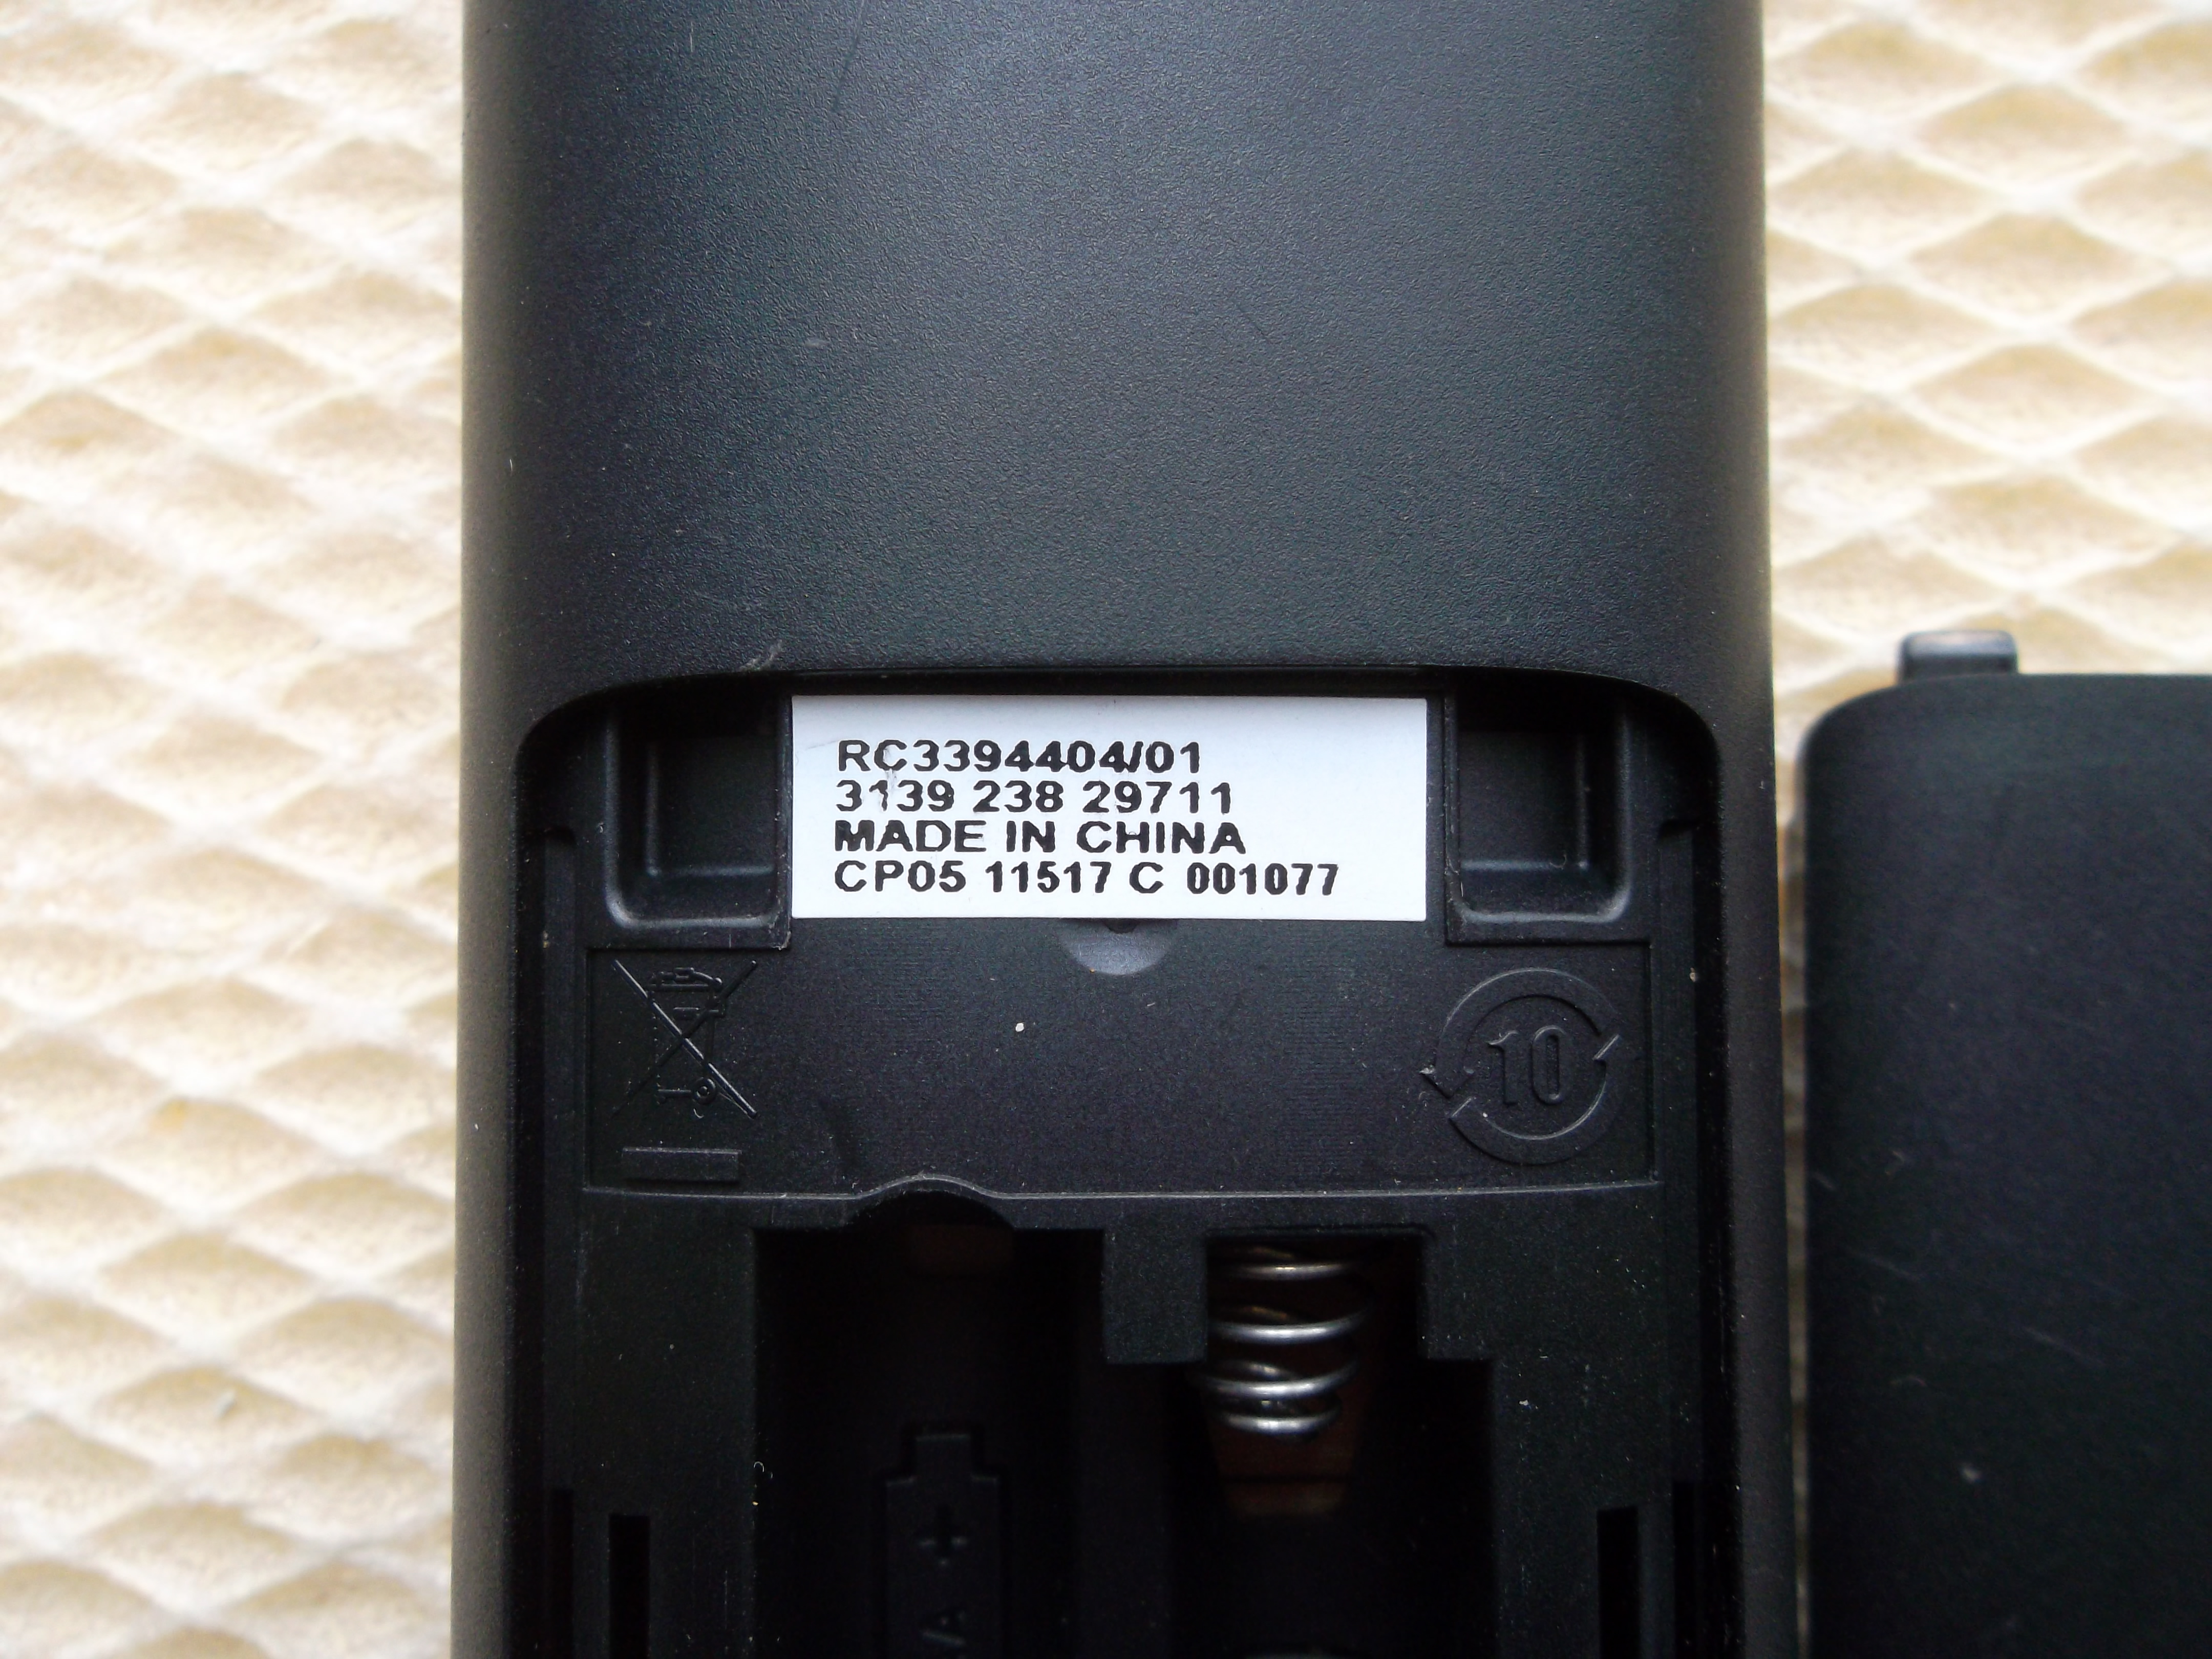 RC3394404/01
3139 238 29711
MADE IN CHINA
CP05 11517 C 001077
10
+